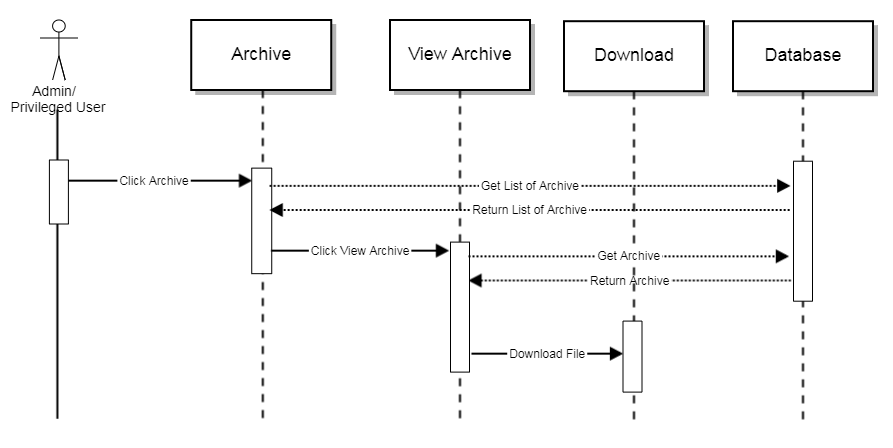 Admin/
Privileged User
Archive
View Archive
Download
Database
Click Archive
Get List of Archive
Return List of Archive
Click View Archive
Get Archive
Return Archive
Download File